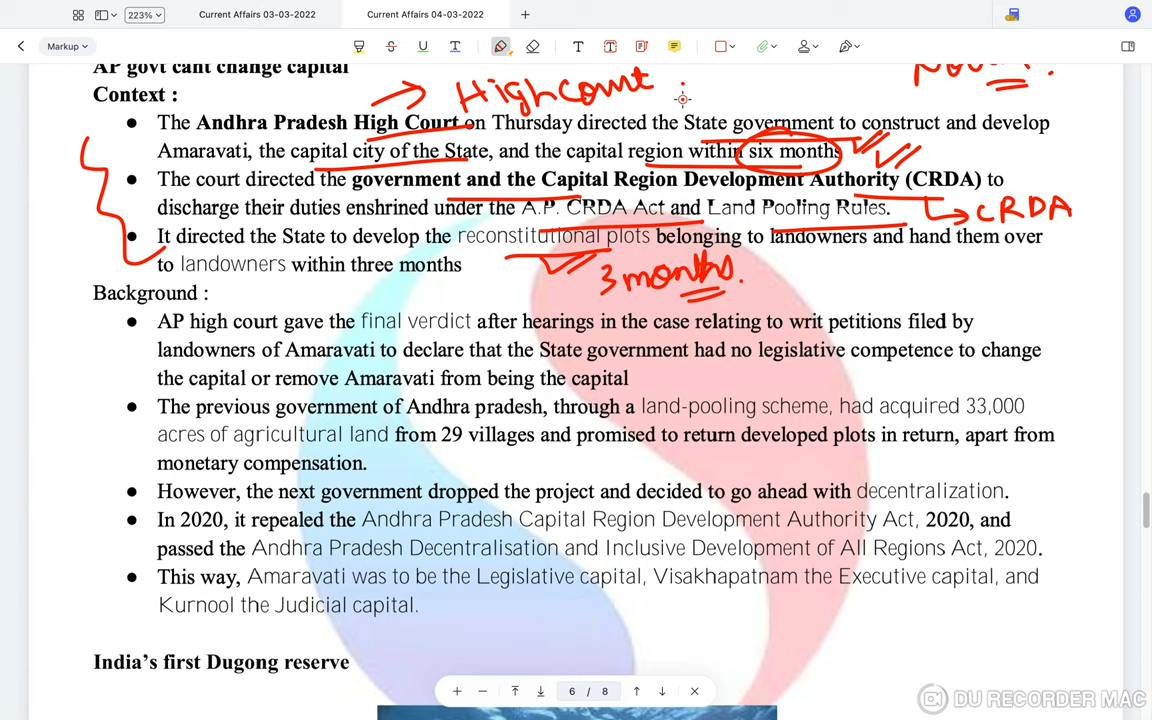 223%
Current Affairs 03-03-2022
Current Affairs 04-03-2022
Markup
AP govt cant change capital
Context :
→ High Court
● The Andhra Pradesh High Court on Thursday directed the State government to construct and develop
Amaravati, the capital city of the State, and the capital region within six months
● The court directed the government and the Capital Region Development Authority (CRDA) to
discharge their duties enshrined under the A.P. CRDA Act and Land Pooling Rules.
→ CRDA
● It directed the State to develop the reconstitutional plots belonging to landowners and hand them over
to landowners within three months
3 months.
Background :
● AP high court gave the final verdict after hearings in the case relating to writ petitions filed by
landowners of Amaravati to declare that the State government had no legislative competence to change
the capital or remove Amaravati from being the capital
● The previous government of Andhra pradesh, through a land-pooling scheme, had acquired 33,000
acres of agricultural land from 29 villages and promised to return developed plots in return, apart from
monetary compensation.
● However, the next government dropped the project and decided to go ahead with decentralization.
● In 2020, it repealed the Andhra Pradesh Capital Region Development Authority Act, 2020, and
passed the Andhra Pradesh Decentralisation and Inclusive Development of All Regions Act, 2020.
● This way, Amaravati was to be the Legislative capital, Visakhapatnam the Executive capital, and
Kurnool the Judicial capital.
India's first Dugong reserve
6 / 8
DU RECORDER MAC